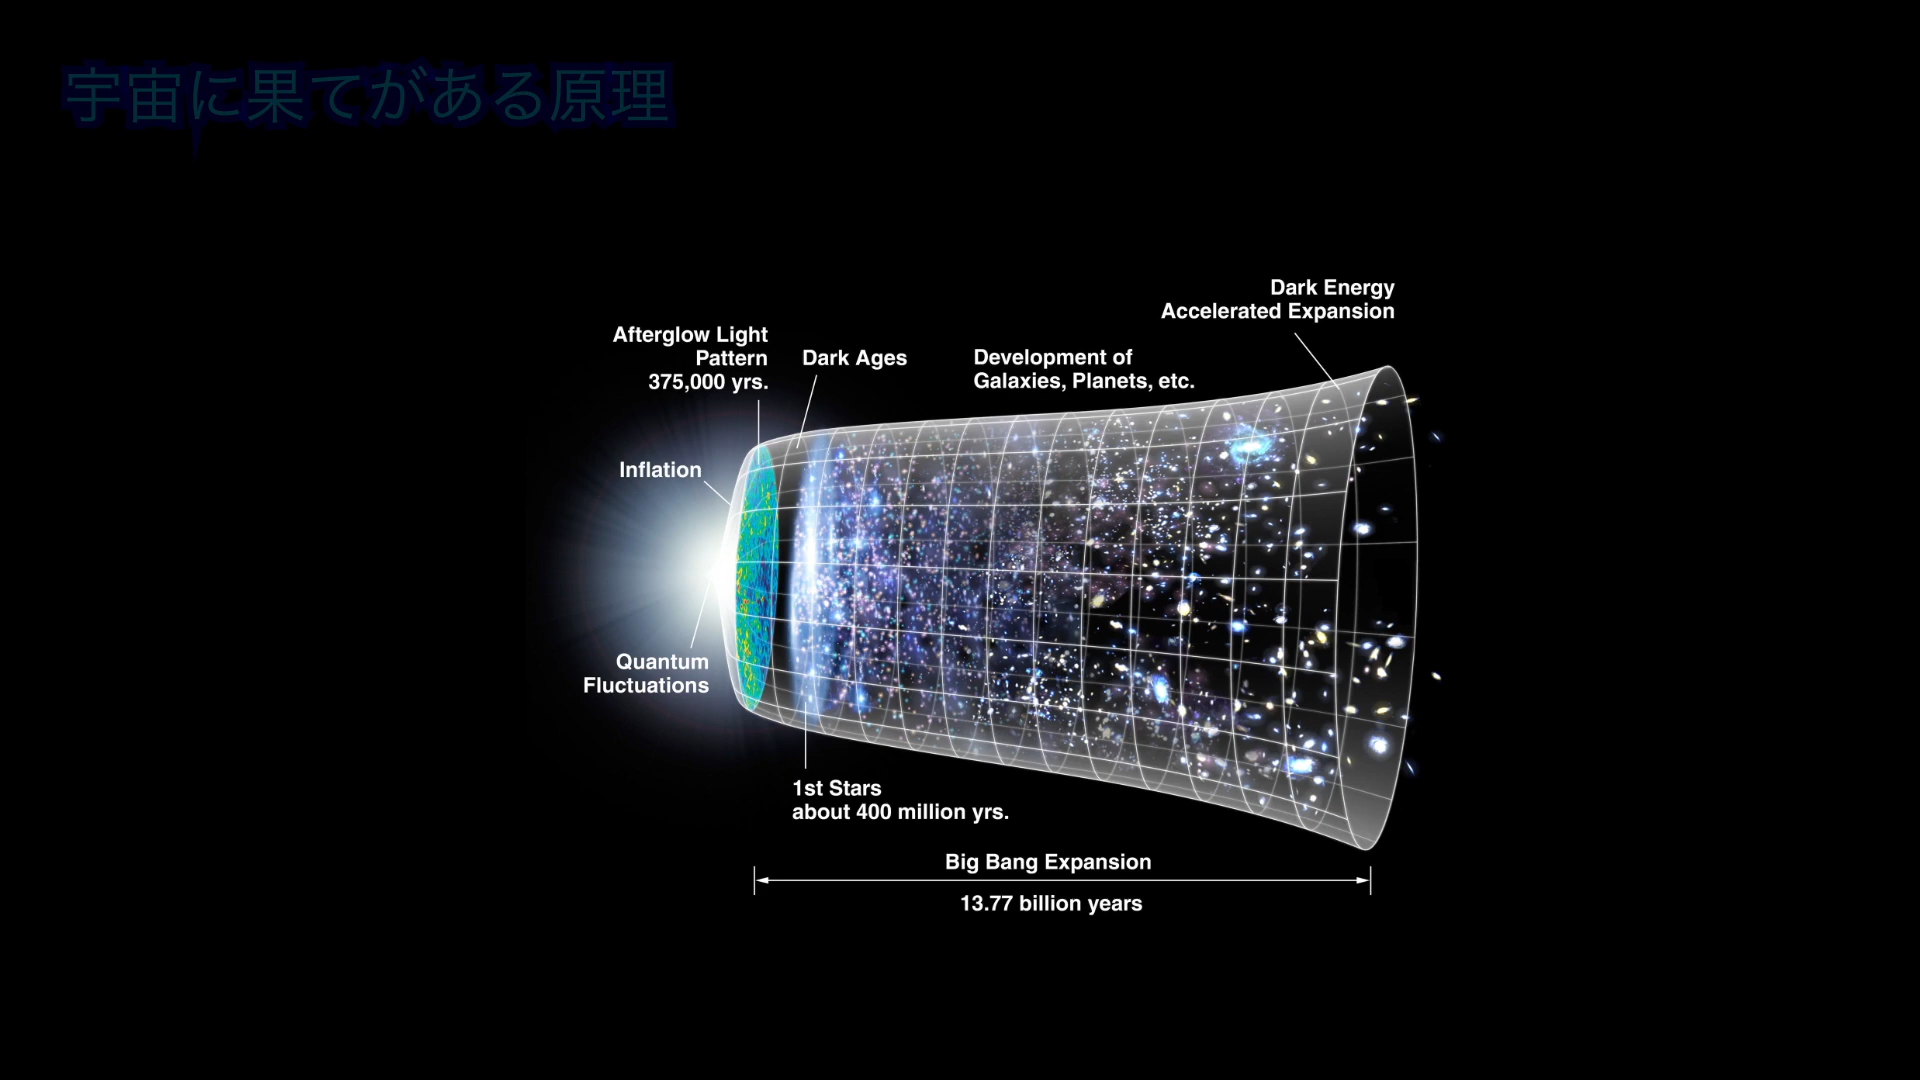 宇宙に果てがある原理
Dark Energy
Accelerated Expansion
Afterglow Light
Pattern
375,000 yrs.
Dark Ages
Development of
Galaxies, Planets, etc.
Inflation
Quantum
Fluctuations
1st Stars
about 400 million yrs.
Big Bang Expansion
13.77 billion years